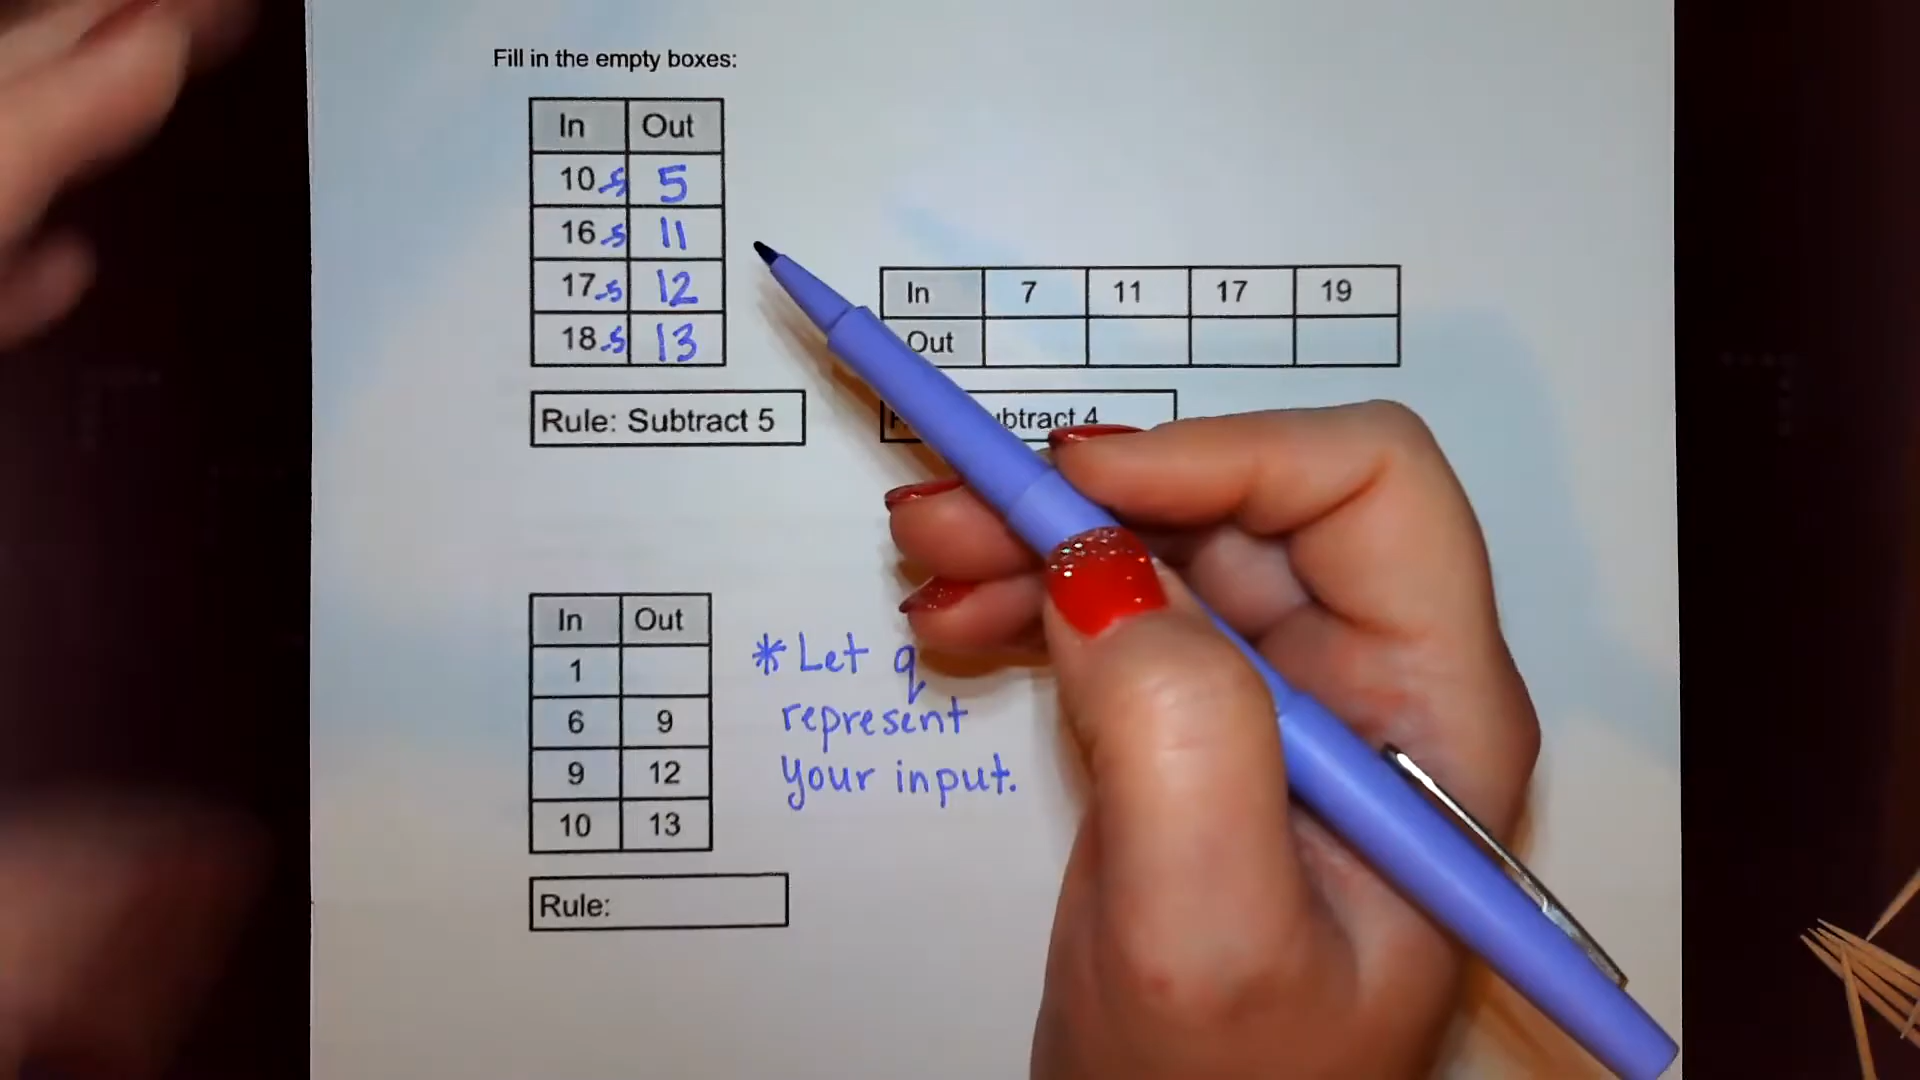 Fill in the empty boxes:
In Out
10 -5 5
16 -5 11
17 -5 12
18 -5 13
Rule: Subtract 5
In 7 11 17 19
Out
4
In Out
1
6 9
9 12
10 13
Rule:
* Let q
represent
your input.